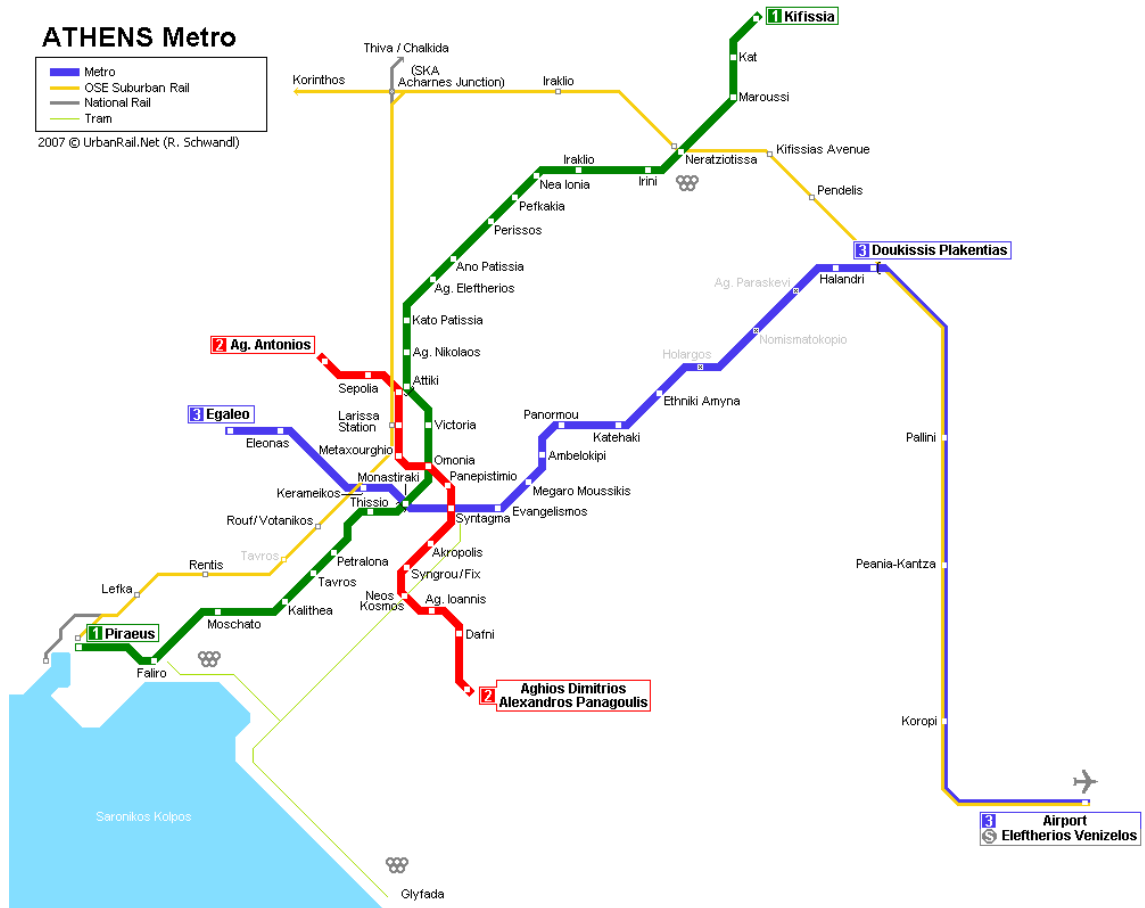 ATHENS Metro
Metro
OSE Suburban Rail
National Rail
Tram
2007 © UrbanRail.Net (R. Schwandl)
Thiva / Chalkida
(SKA
Acharnes Junction)
Korinthos
Iraklio
1 Kifissia
Kat
Maroussi
Neratziotissa
Kifissias Avenue
Pendelis
Iraklio
Irini
Nea Ionia
Pefkakia
Perissos
Ano Patissia
Ag. Eleftherios
Kato Patissia
Ag. Nikolaos
Attiki
3 Doukissis Plakentias
Halandri
Ag. Paraskevi
Nomismatokopio
Holargos
Ethniki Amyna
Katehaki
Panormou
Ambelokipi
Megaro Moussikis
Evangelismos
2 Ag. Antonios
Sepolia
3 Egaleo
Eleonas
Larissa
Station
Victoria
Metaxourghio
Omonia
Panepistimio
Monastiraki
Kerameikos
Thissio
Syntagma
Rouf/Votanikos
Tavros
Rentis
Lefka
Petralona
Tavros
Kalithea
Moschato
Akropolis
Syngrou/Fix
Neos
Kosmos
Ag. Ioannis
Dafni
1 Piraeus
Faliro
2 Aghios Dimitrios
Alexandros Panagoulis
Pallini
Peania-Kantza
Koropi
3 Airport
S Eleftherios Venizelos
Saronikos Kolpos
Glyfada